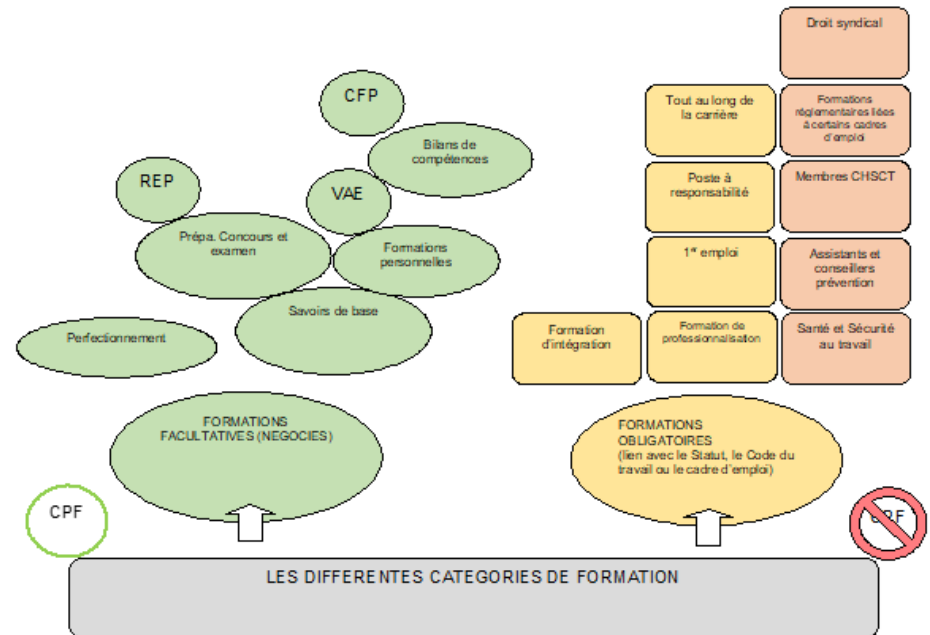 Droit syndical
CFP
Tout au long de
la carrière
Formations
réglementaires liées
à certains cadres
d'emploi
Bilans de
compétences
REP
VAE
Poste à
responsabilité
Membres CHSCT
Prépa. Concours et
examen
Formations
personnelles
1er emploi
Assistants et
conseillers
prévention
Savoirs de base
Perfectionnement
Formation
d'intégration
Formation de
professionnalisation
Santé et Sécurité
au travail
FORMATIONS
FACULTATIVES (NEGOCIES)
FORMATIONS
OBLIGATOIRES
(lien avec le Statut, le Code du
travail ou le cadre d'emploi)
CPF
CPF
LES DIFFERENTES CATEGORIES DE FORMATION